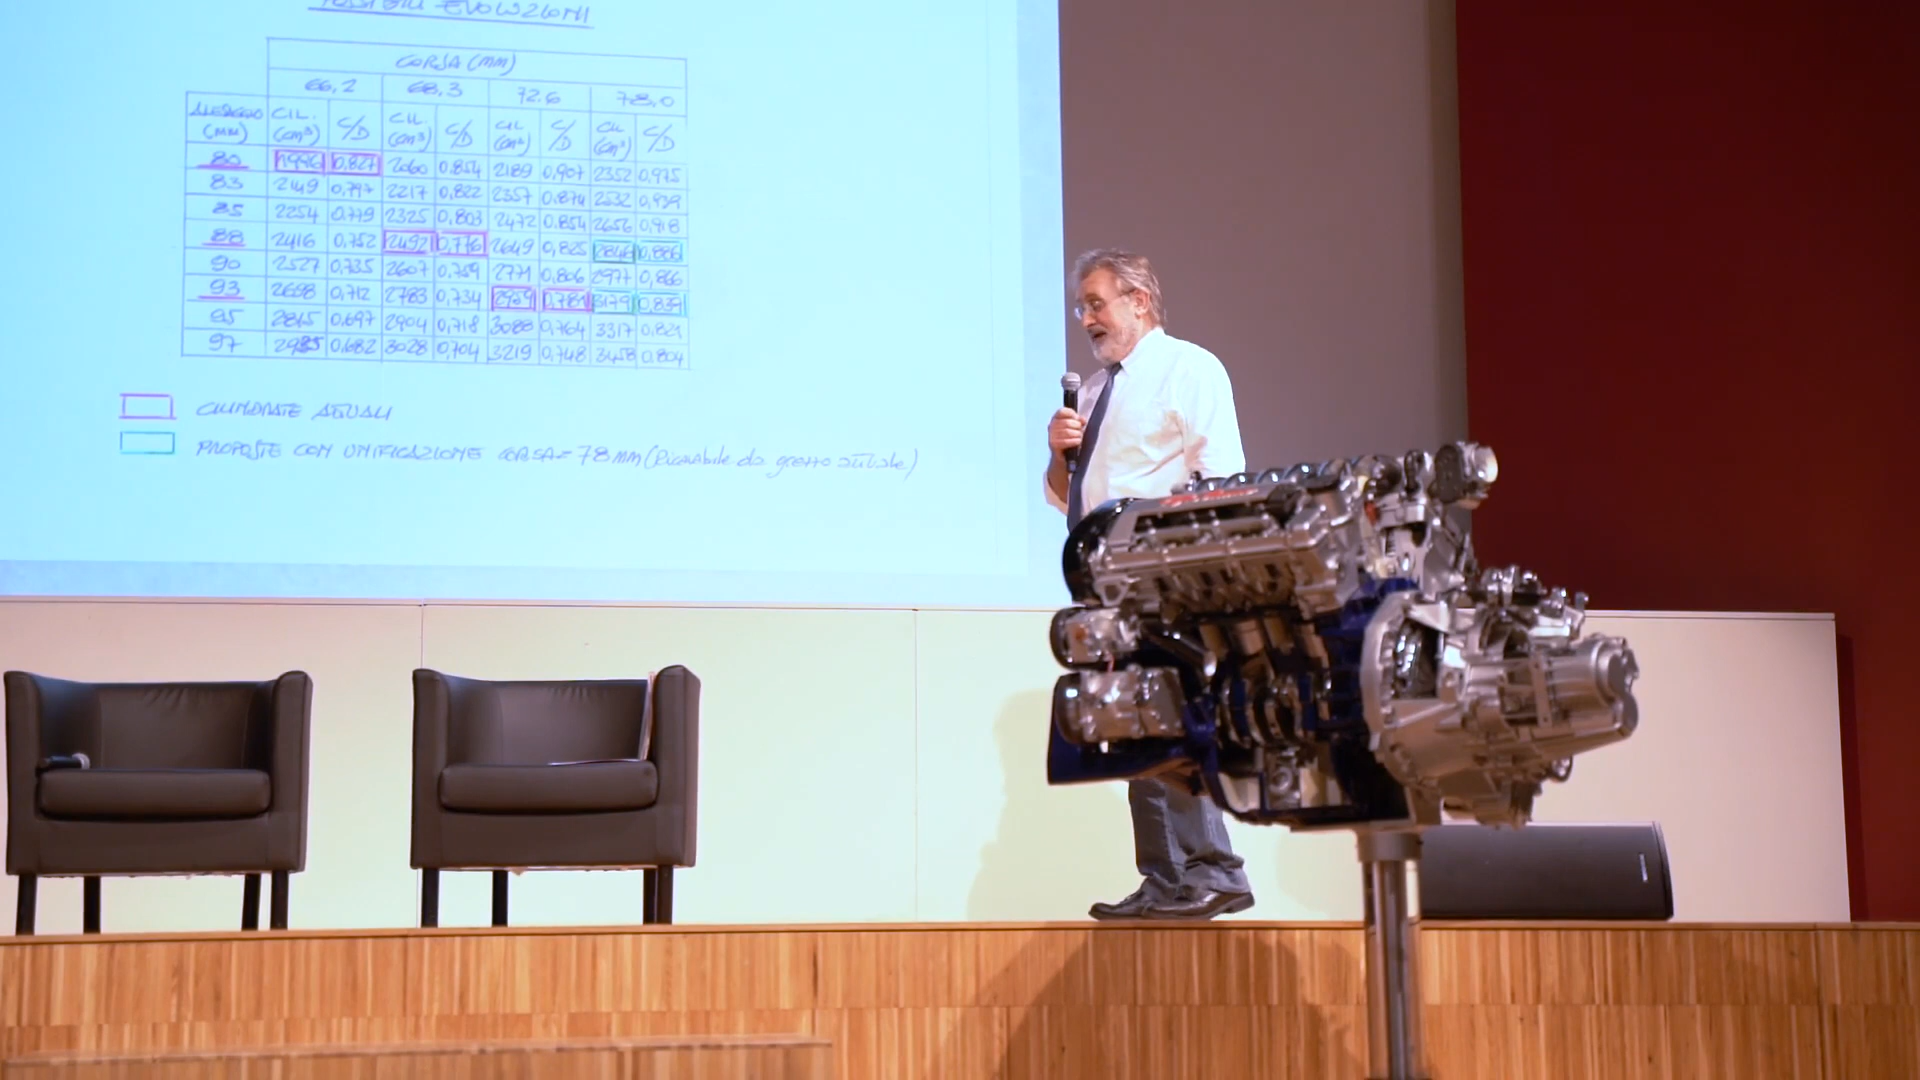 POSSIBILI EVOLUZIONI
CORSA (MM)
66,2 68,3 72.6 78,0
ALESAGGIO (MM) CIL. (cm³) C/D CIL. (cm³) C/D CIL (cm³) C/D CIL (cm³) C/D
80 1996 0.827 2060 0.854 2189 0,907 2352 0,975
83 2149 0,797 2217 0,822 2357 0,874 2532 0,939
85 2254 0.779 2325 0,803 2472 0.854 2656 0,918
88 2416 0,752 2492 0,776 2649 0,825 2846 0,886
90 2527 0,735 2607 0,759 2771 0,806 2977 0,866
93 2698 0,712 2783 0,734 2959 0,781 3179 0,839
95 2815 0,697 2904 0,718 3088 0,764 3317 0.821
97 2935 0,682 3028 0,704 3219 0,748 3458 0.804
CILINDRATE ATTUALI
PROPOSTE CON UNIFICAZIONE CORSA = 78 MM (Ricavabile da grezzo attuale)